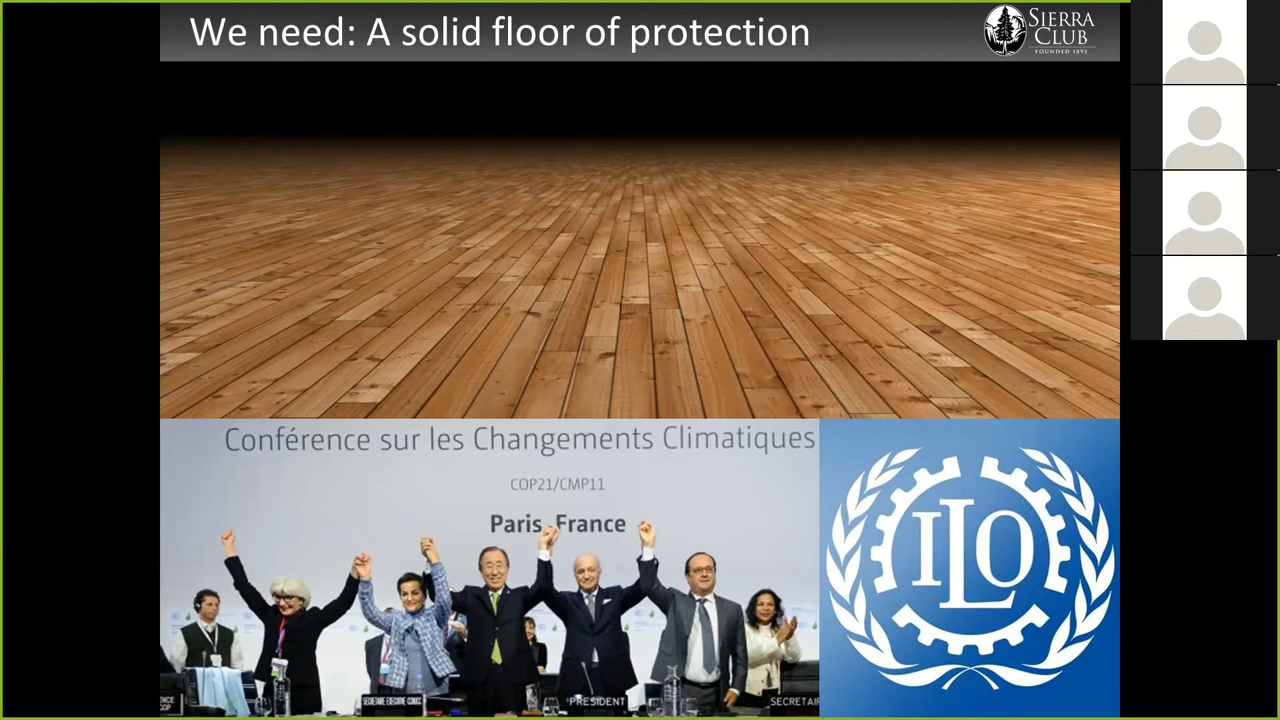 We need: A solid floor of protection
SIERRA
CLUB
FOUNDED 1892
Conférence sur les Changements Climatiques
COP21/CMP11
Paris, France
PRESIDENT
SECRETAIR
ILO